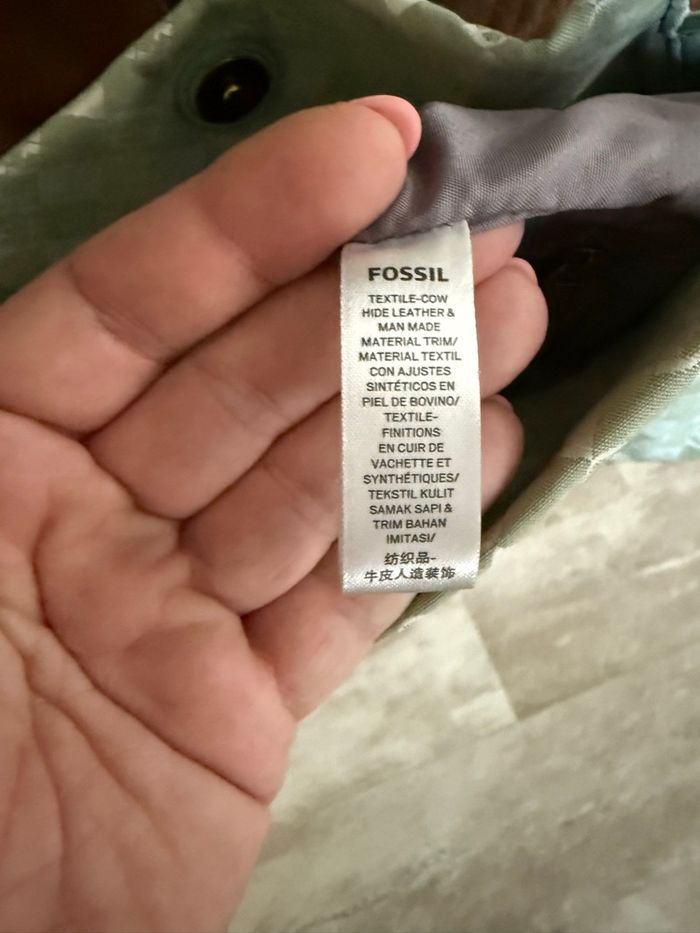 FOSSIL
TEXTILE-COW
HIDE LEATHER &
MAN MADE
MATERIAL TRIM/
MATERIAL TEXTIL
CON AJUSTES
SINTÉTICOS EN
PIEL DE BOVINO/
TEXTILE-
FINITIONS
EN CUIR DE
VACHETTE ET
SYNTHÉTIQUES/
TEKSTIL KULIT
SAMAK SAPI &
TRIM BAHAN
IMITASI/
纺织品-
牛皮人造装饰